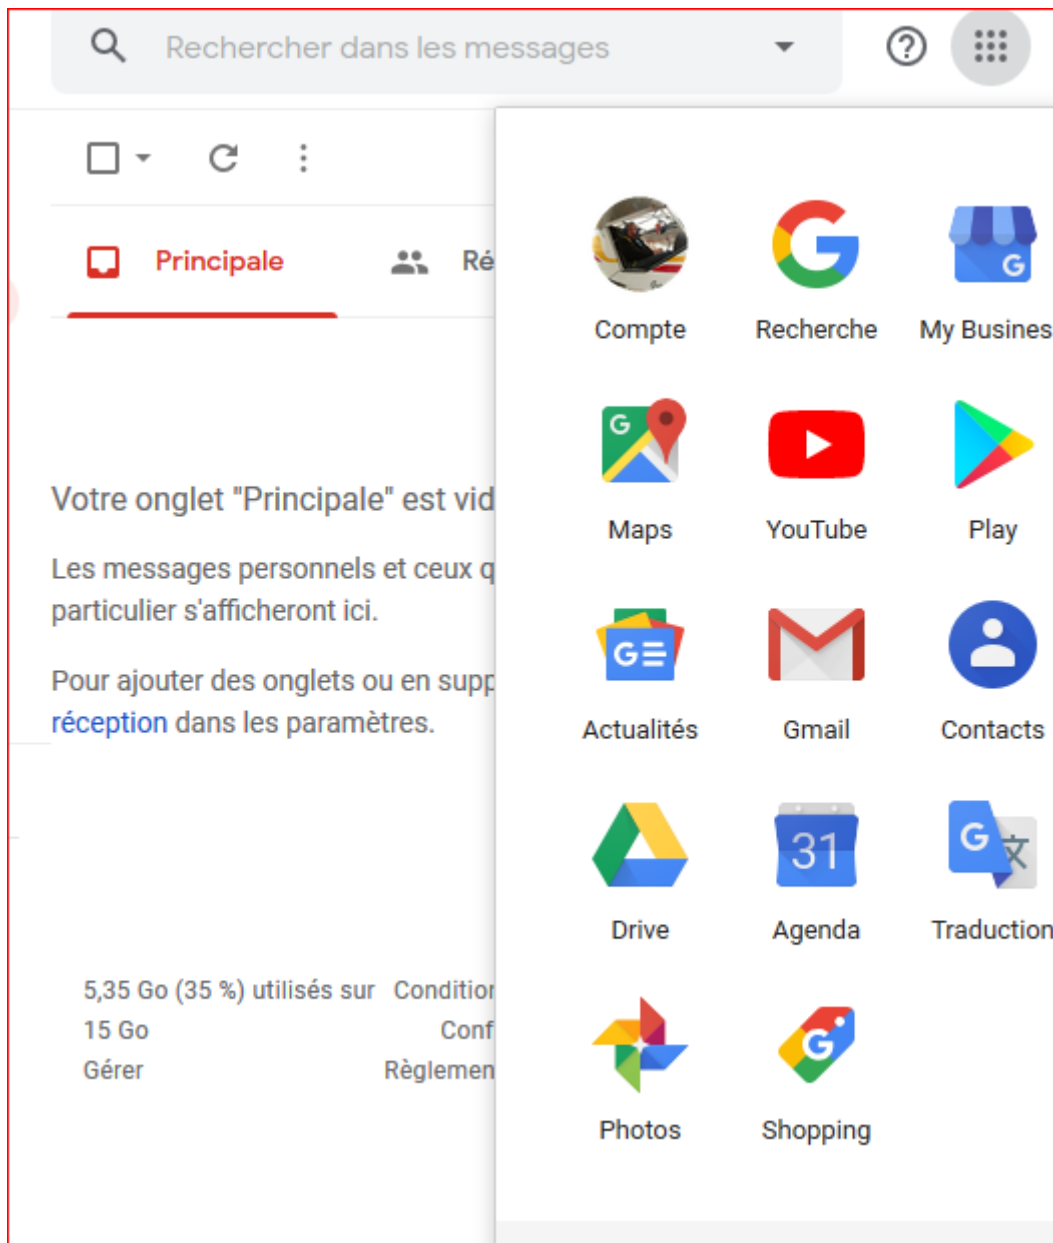 Rechercher dans les messages
Principale
Ré
Votre onglet "Principale" est vid
Les messages personnels et ceux q
particulier s'afficheront ici.
Pour ajouter des onglets ou en supp
réception dans les paramètres.
5,35 Go (35 %) utilisés sur
15 Go
Gérer
Condition
Conf
Règlemen
G
Compte
Recherche
My Busines
G
Maps
YouTube
Play
G
Actualités
Gmail
Contacts
31
G 文
Drive
Agenda
Traduction
G
Photos
Shopping